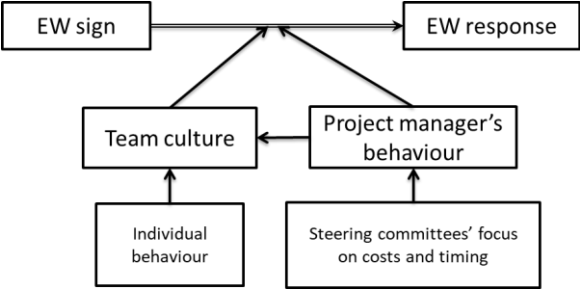 EW sign
EW response
Team culture
Project manager's
behaviour
Individual
behaviour
Steering committees' focus
on costs and timing